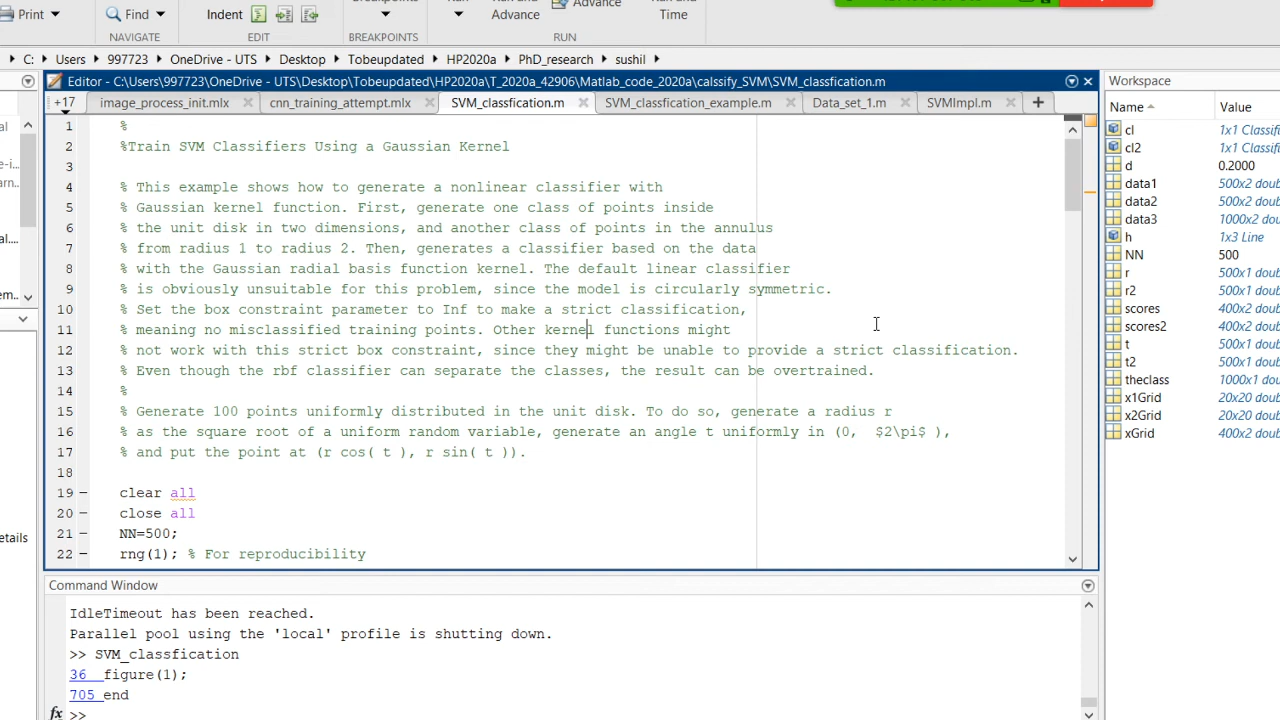 Print
Find
Indent
Breakpoints
Run and
Advance
Advance
Run and
Time
NAVIGATE
EDIT
BREAKPOINTS
RUN
C: Users 997723 OneDrive - UTS Desktop Tobeupdated HP2020a PhD_research sushil
Editor - C:\Users\997723\OneDrive - UTS\Desktop\Tobeupdated\HP2020a\T_2020a_42906\Matlab_code_2020a\calssify_SVM\SVM_classfication.m
+17 image_process_init.mlx cnn_training_attempt.mlx SVM_classfication.m SVM_classfication_example.m Data_set_1.m SVMImpl.m +
1 %
2 %Train SVM Classifiers Using a Gaussian Kernel
3
4 % This example shows how to generate a nonlinear classifier with
5 % Gaussian kernel function. First, generate one class of points inside
6 % the unit disk in two dimensions, and another class of points in the annulus
7 % from radius 1 to radius 2. Then, generates a classifier based on the data
8 % with the Gaussian radial basis function kernel. The default linear classifier
9 % is obviously unsuitable for this problem, since the model is circularly symmetric.
10 % Set the box constraint parameter to Inf to make a strict classification,
11 % meaning no misclassified training points. Other kernel functions might
12 % not work with this strict box constraint, since they might be unable to provide a strict classification.
13 % Even though the rbf classifier can separate the classes, the result can be overtrained.
14 %
15 % Generate 100 points uniformly distributed in the unit disk. To do so, generate a radius r
16 % as the square root of a uniform random variable, generate an angle t uniformly in (0,  $2\pi$ ),
17 % and put the point at (r cos( t ), r sin( t )).
18
19 – clear all
20 – close all
21 – NN=500;
22 – rng(1); % For reproducibility
Command Window
IdleTimeout has been reached.
Parallel pool using the 'local' profile is shutting down.
>> SVM_classfication
36 figure(1);
705 end
fx >>
Workspace
Name Value
cl 1x1 Classifi
cl2 1x1 Classifi
d 0.2000
data1 500x2 doub
data2 500x2 doub
data3 1000x2 dou
h 1x3 Line
NN 500
r 500x1 doub
r2 500x1 doub
scores 400x2 doub
scores2 400x2 doub
t 500x1 doub
t2 500x1 doub
theclass 1000x1 dou
x1Grid 20x20 doub
x2Grid 20x20 doub
xGrid 400x2 doub